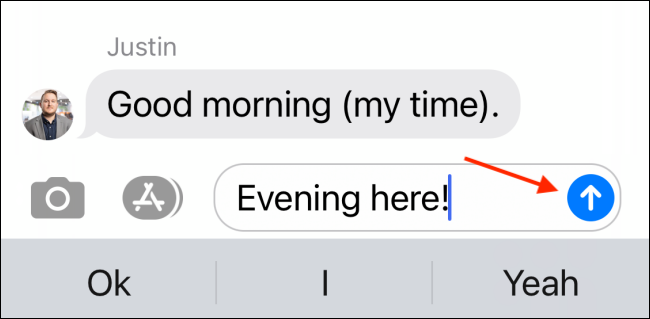 Justin
Good morning (my time).
Evening here!
Ok I Yeah